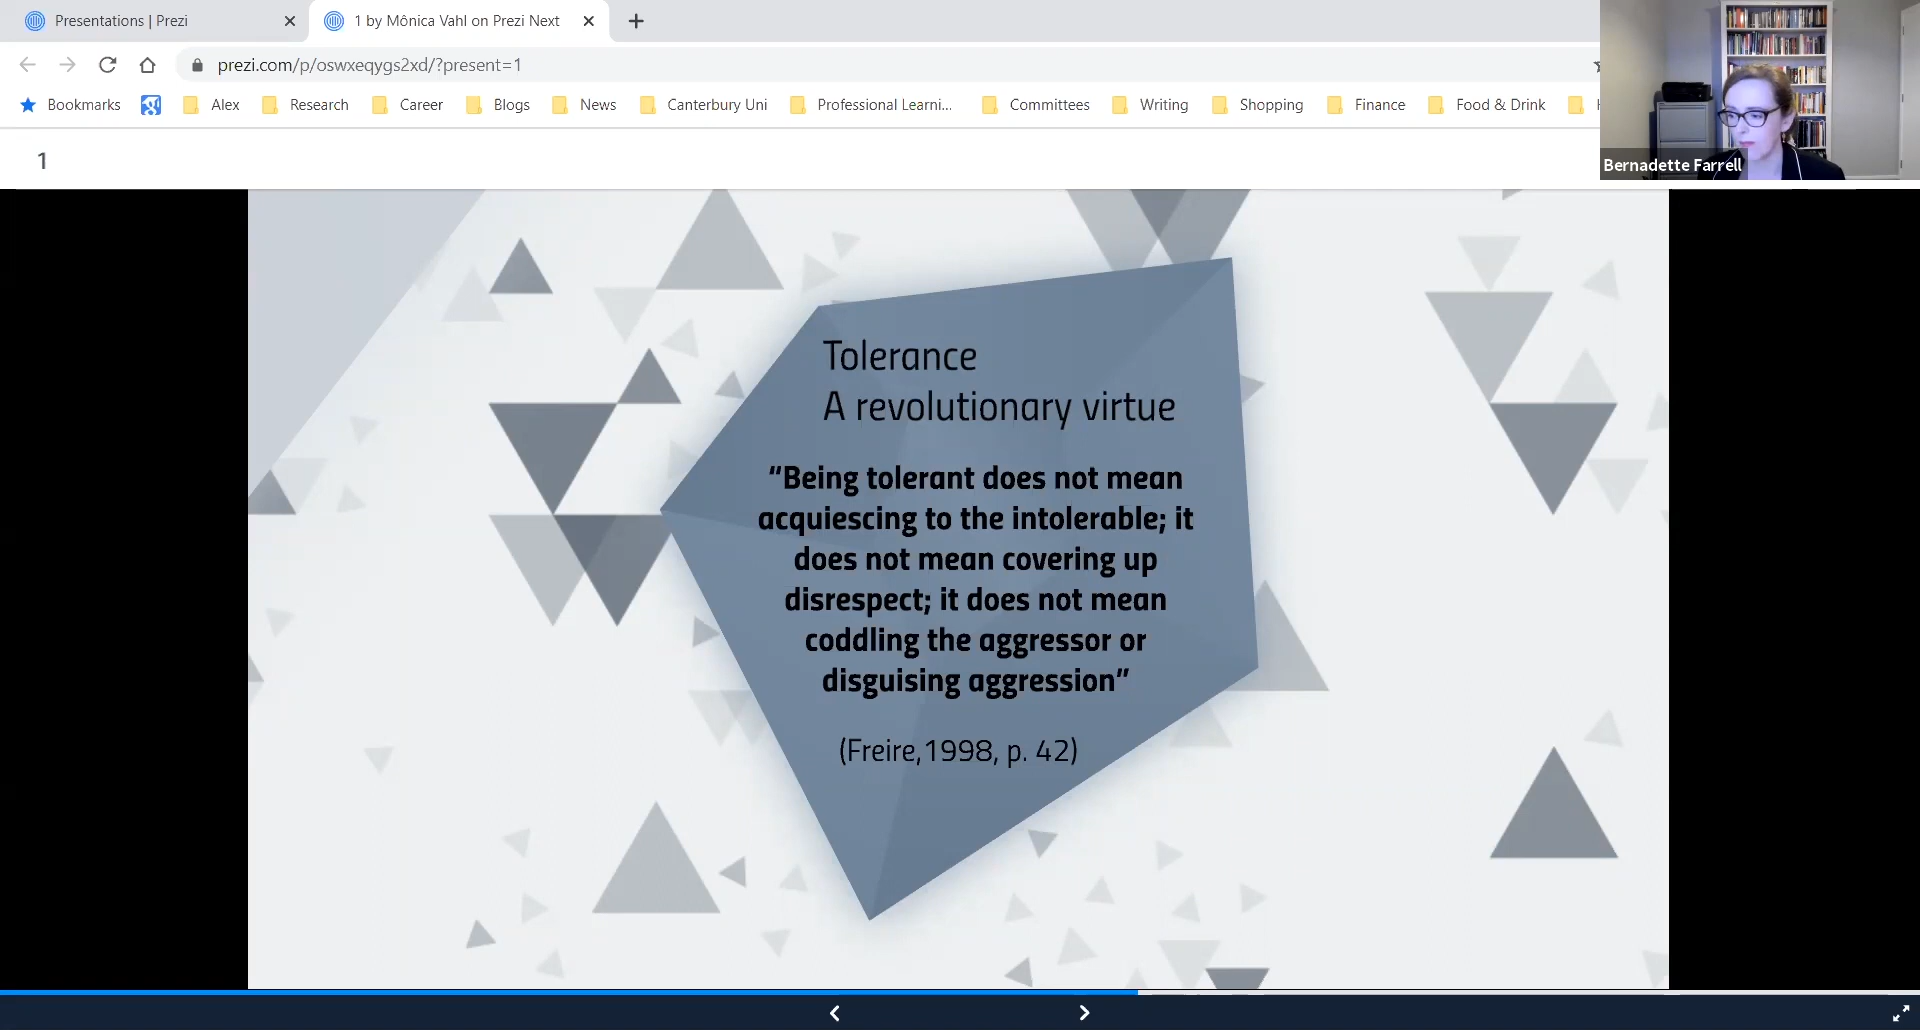 Presentations | Prezi
1 by Mônica Vahl on Prezi Next
prezi.com/p/oswxeqygs2xd/?present=1
Bookmarks
Alex
Research
Career
Blogs
News
Canterbury Uni
Professional Learni...
Committees
Writing
Shopping
Finance
Food & Drink
Bernadette Farrell
1
Tolerance
A revolutionary virtue
“Being tolerant does not mean
acquiescing to the intolerable; it
does not mean covering up
disrespect; it does not mean
coddling the aggressor or
disguising aggression”
(Freire,1998, p. 42)